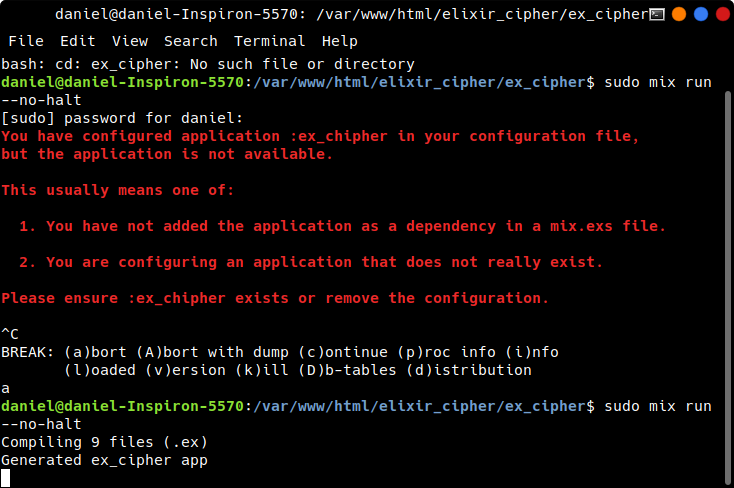 daniel@daniel-Inspiron-5570: /var/www/html/elixir_cipher/ex_cipher
File Edit View Search Terminal Help
bash: cd: ex_cipher: No such file or directory
daniel@daniel-Inspiron-5570:/var/www/html/elixir_cipher/ex_cipher$ sudo mix run
--no-halt
[sudo] password for daniel:
You have configured application :ex_chipher in your configuration file,
but the application is not available.
This usually means one of:
1. You have not added the application as a dependency in a mix.exs file.
2. You are configuring an application that does not really exist.
Please ensure :ex_chipher exists or remove the configuration.
^C
BREAK: (a)bort (A)bort with dump (c)ontinue (p)roc info (i)nfo
(l)oaded (v)ersion (k)ill (D)b-tables (d)istribution
a
daniel@daniel-Inspiron-5570:/var/www/html/elixir_cipher/ex_cipher$ sudo mix run
--no-halt
Compiling 9 files (.ex)
Generated ex_cipher app